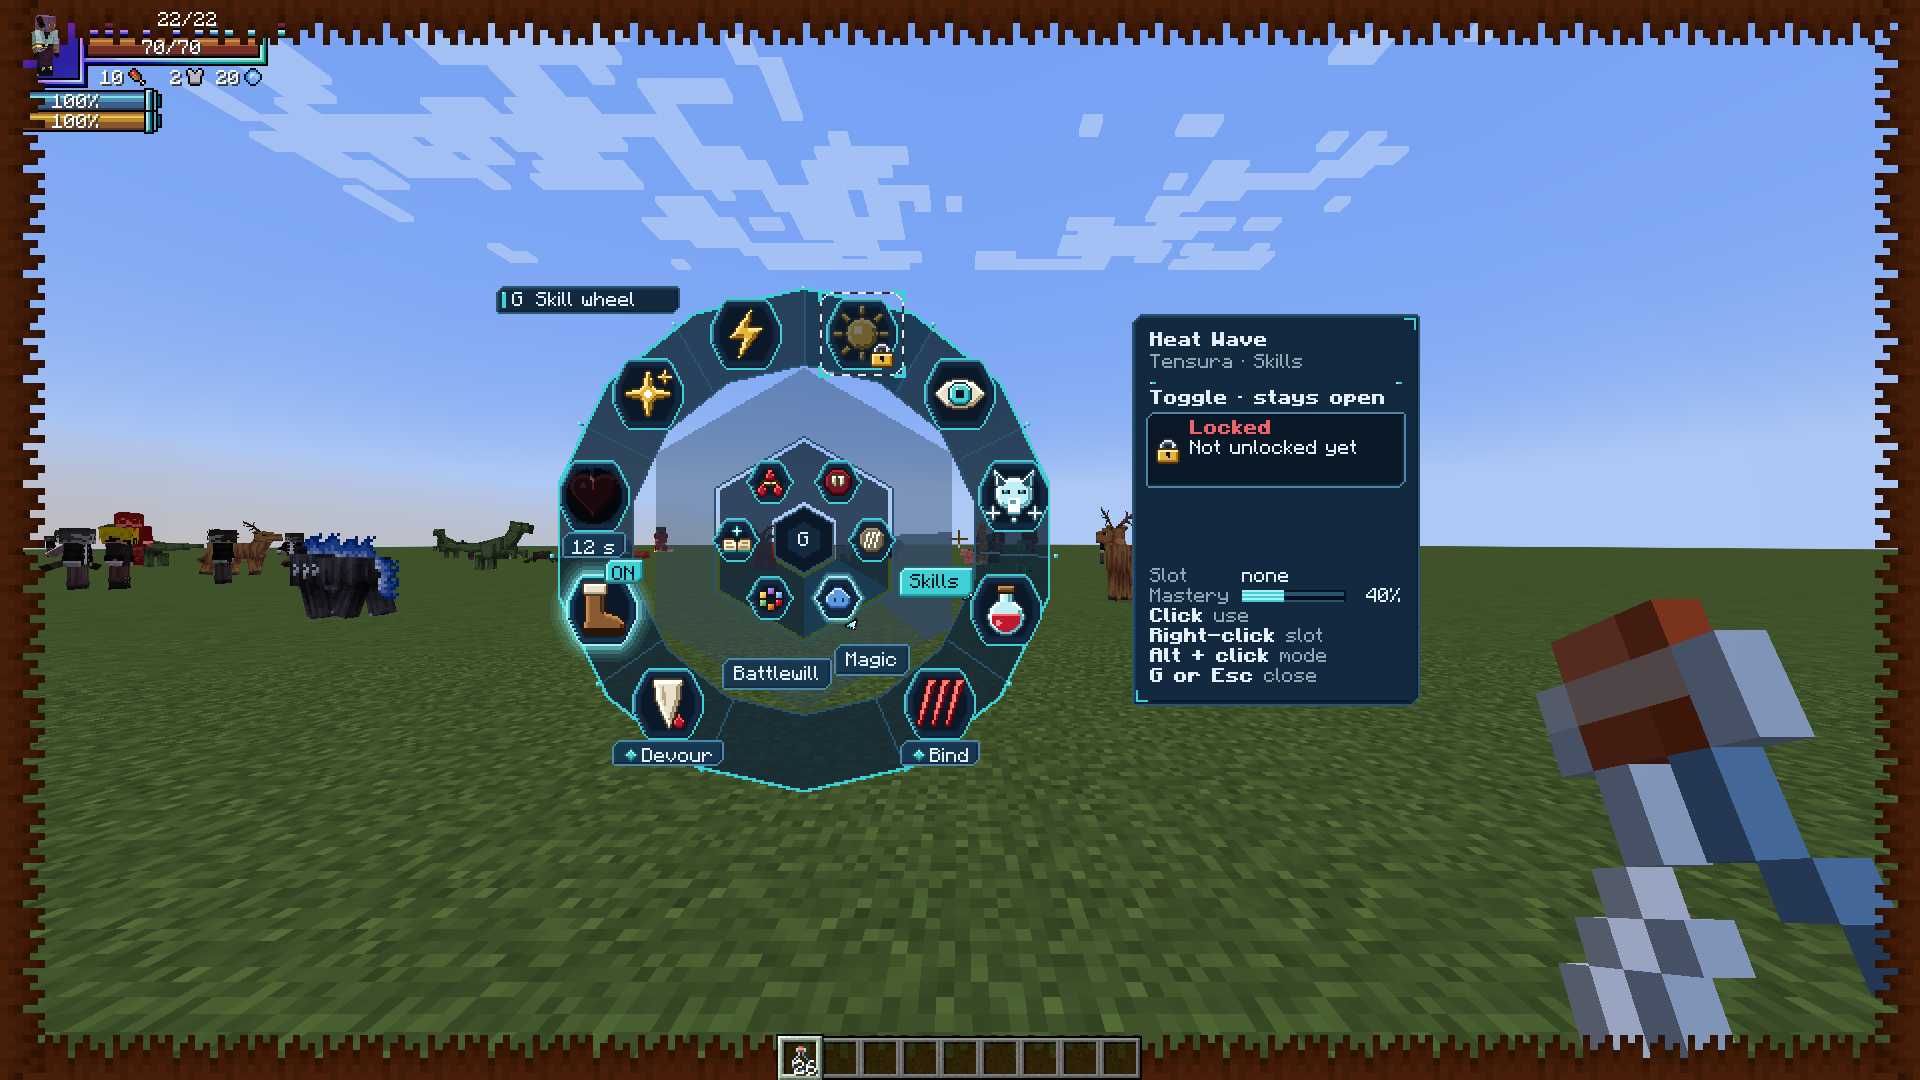 22/22
70/70
10 2 20
100%
100%
G Skill wheel
12 s
ON
G
Skills
Magic
Battlewill
Devour
Bind
Heat Wave
Tensura · Skills
Toggle · stays open
Locked
Not unlocked yet
Slot none
Mastery 40%
Click use
Right-click slot
Alt + click mode
G or Esc close
26